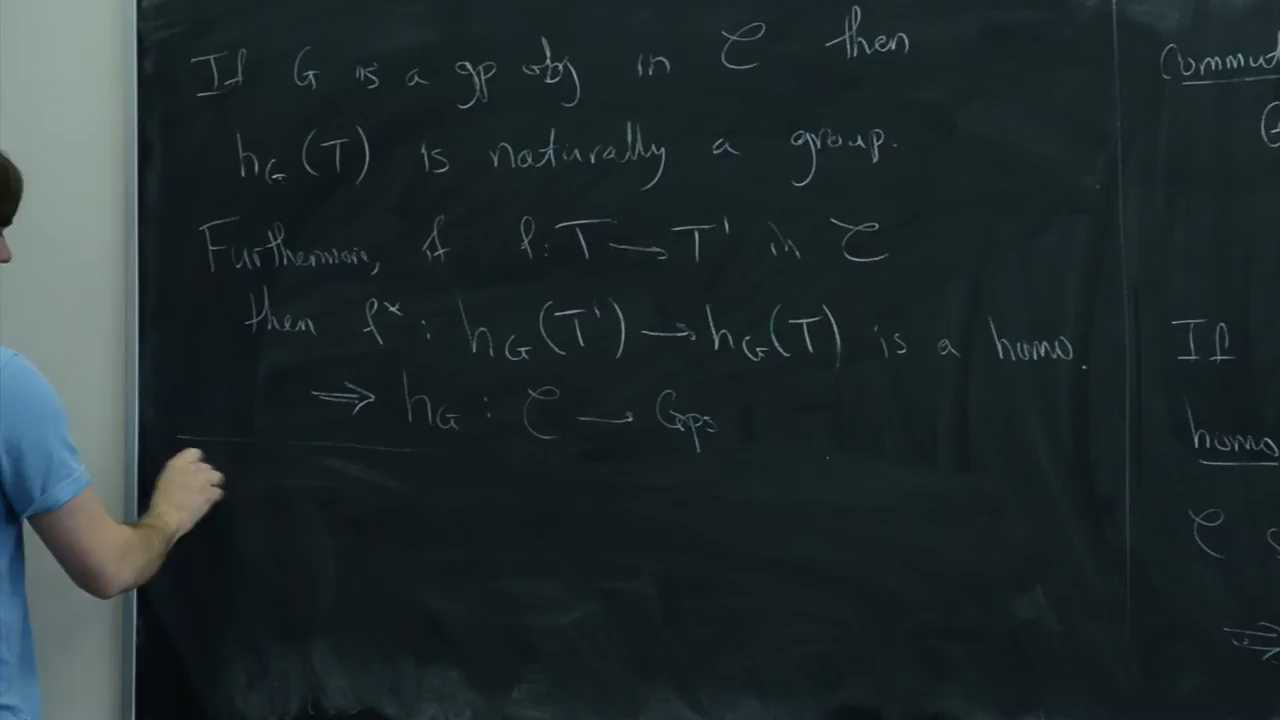 If G is a gp obj in C then
h_G(T) is naturally a group.
Furthermore, if f: T → T' in C
then f* : h_G(T') → h_G(T) is a homo.
⇒ h_G : C → Gps
Commut
G
If
homo
C
⇒